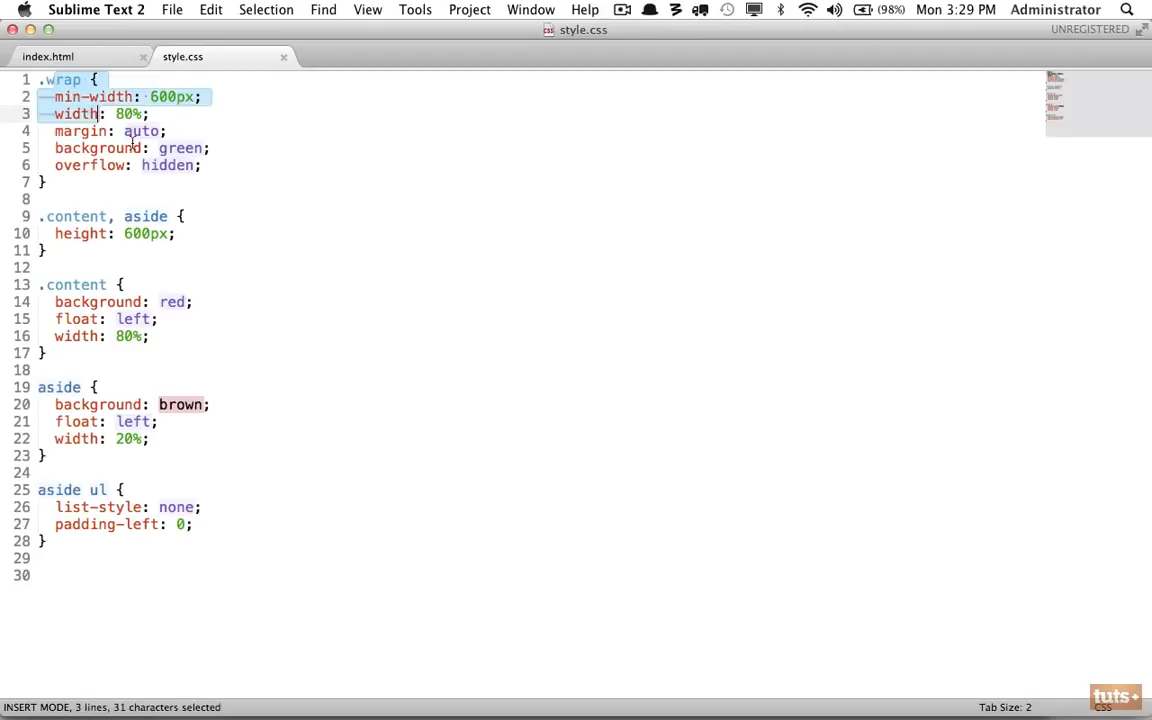 Sublime Text 2 File Edit Selection Find View Tools Project Window Help (98%) Mon 3:29 PM Administrator
style.css UNREGISTERED
index.html style.css
1 .wrap {
2 min-width: 600px;
3 width: 80%;
4 margin: auto;
5 background: green;
6 overflow: hidden;
7 }
8
9 .content, aside {
10 height: 600px;
11 }
12
13 .content {
14 background: red;
15 float: left;
16 width: 80%;
17 }
18
19 aside {
20 background: brown;
21 float: left;
22 width: 20%;
23 }
24
25 aside ul {
26 list-style: none;
27 padding-left: 0;
28 }
29
30
tuts+
INSERT MODE, 3 lines, 31 characters selected Tab Size: 2 CSS